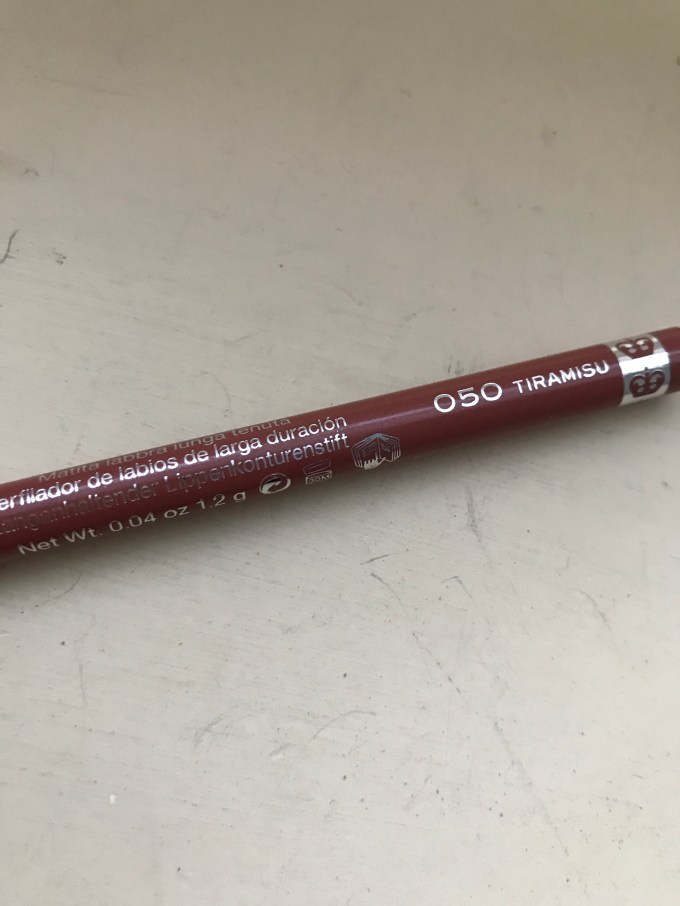 Matita labbra lunga tenuta
erfilador de labios de larga duración
anganhaltender Lippenkonturenstift
Net Wt. 0.04 oz 1.2 g
050 TIRAMISU